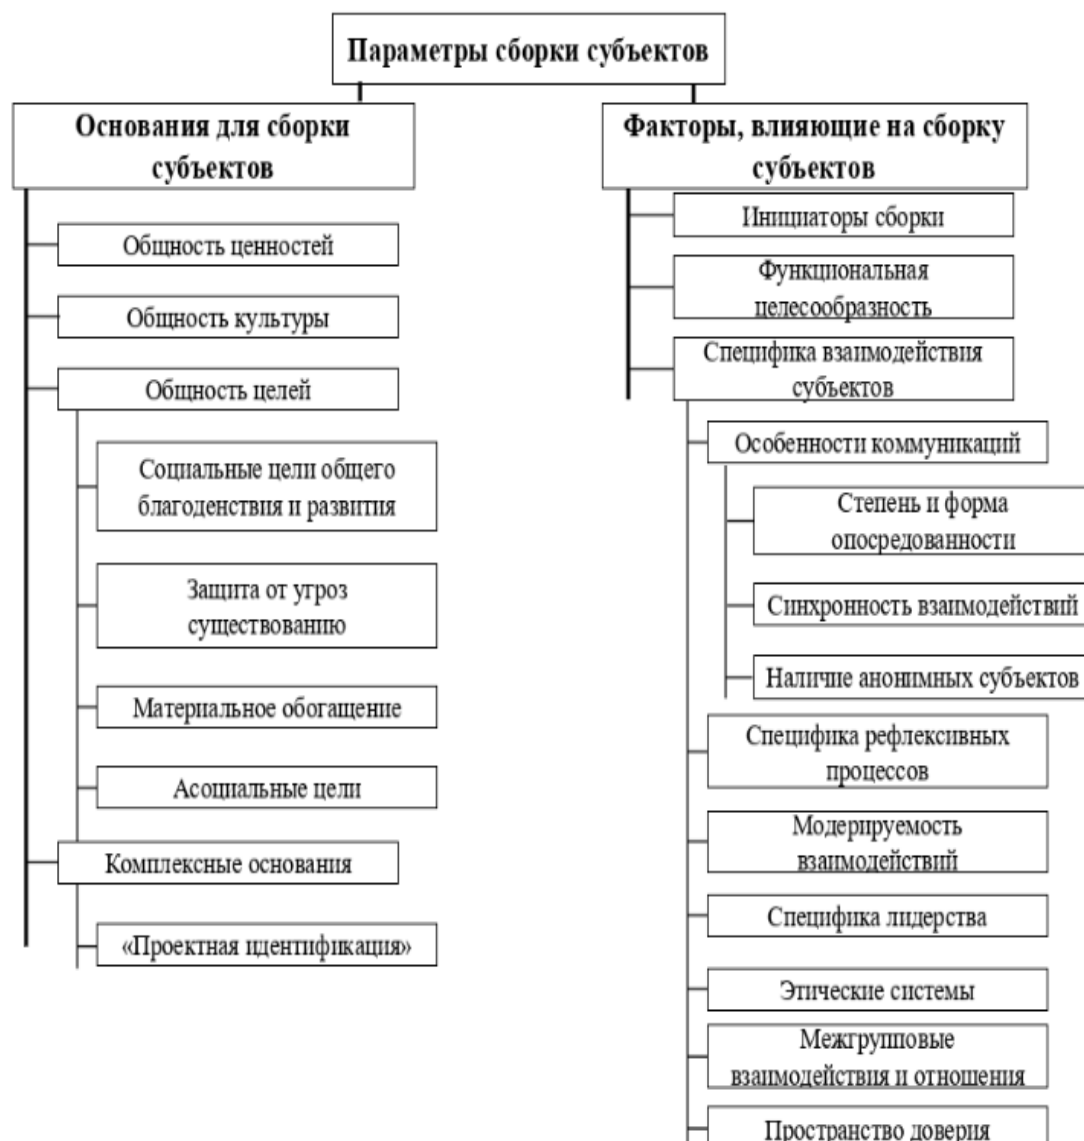 Параметры сборки субъектов
Основания для сборки
субъектов
Общность ценностей
Общность культуры
Общность целей
Социальные цели общего
благоденствия и развития
Защита от угроз
существованию
Материальное обогащение
Асоциальные цели
Комплексные основания
«Проектная идентификация»
Факторы, влияющие на сборку
субъектов
Инициаторы сборки
Функциональная
целесообразность
Специфика взаимодействия
субъектов
Особенности коммуникаций
Степень и форма
опосредованности
Синхронность взаимодействий
Наличие анонимных субъектов
Специфика рефлексивных
процессов
Модерируемость
взаимодействий
Специфика лидерства
Этические системы
Межгрупповые
взаимодействия и отношения
Пространство доверия